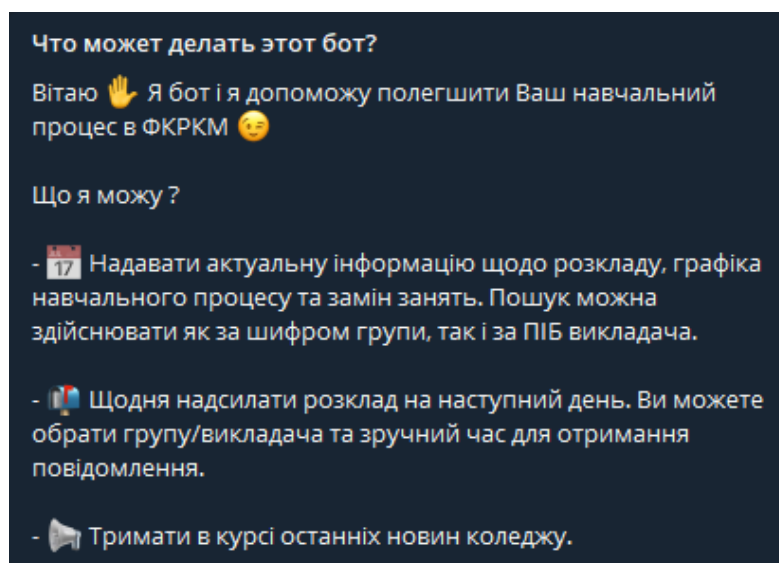 Что может делать этот бот?
Вітаю 🖐 Я бот і я допоможу полегшити Ваш навчальний
процес в ФКРКМ 😉
Що я можу ?
- 📅 Надавати актуальну інформацію щодо розкладу, графіка
навчального процесу та замін занять. Пошук можна
здійснювати як за шифром групи, так і за ПІБ викладача.
- 📬 Щодня надсилати розклад на наступний день. Ви можете
обрати групу/викладача та зручний час для отримання
повідомлення.
- 📢 Тримати в курсі останніх новин коледжу.